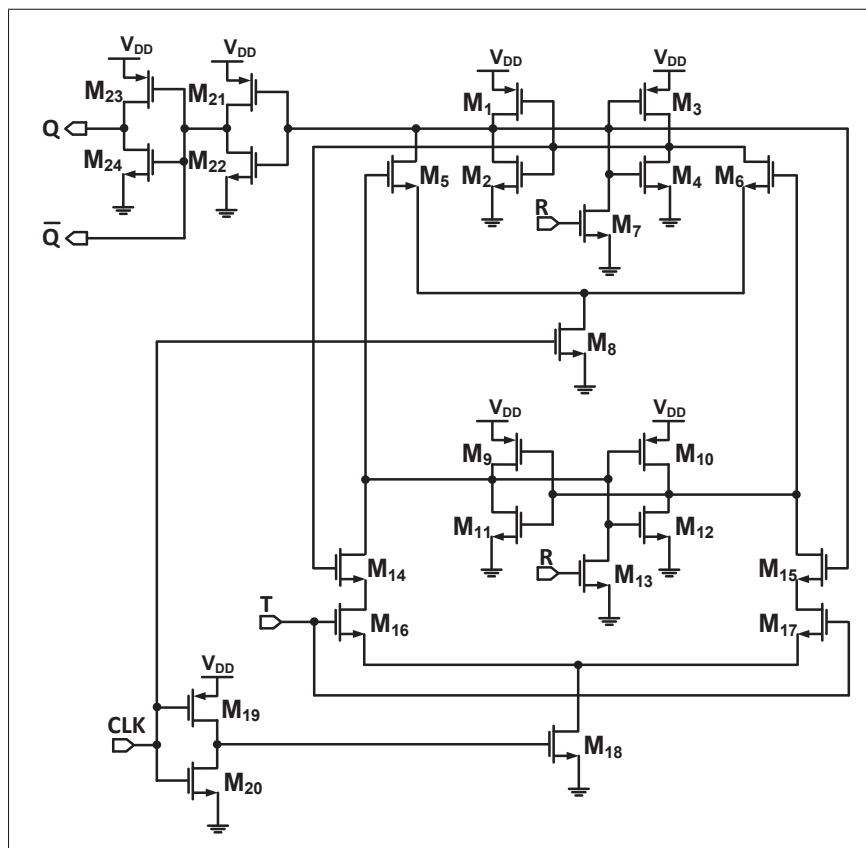 V_DD V_DD V_DD V_DD
M_23 M_21 M_1 M_3
Q
M_24 M_22 M_5 M_2 M_4 M_6
R
M_7
Q̅
M_8
V_DD V_DD
M_9 M_10
M_11 M_12
R
M_14 M_13 M_15
T
M_16 M_17
V_DD
M_19
CLK
M_18
M_20